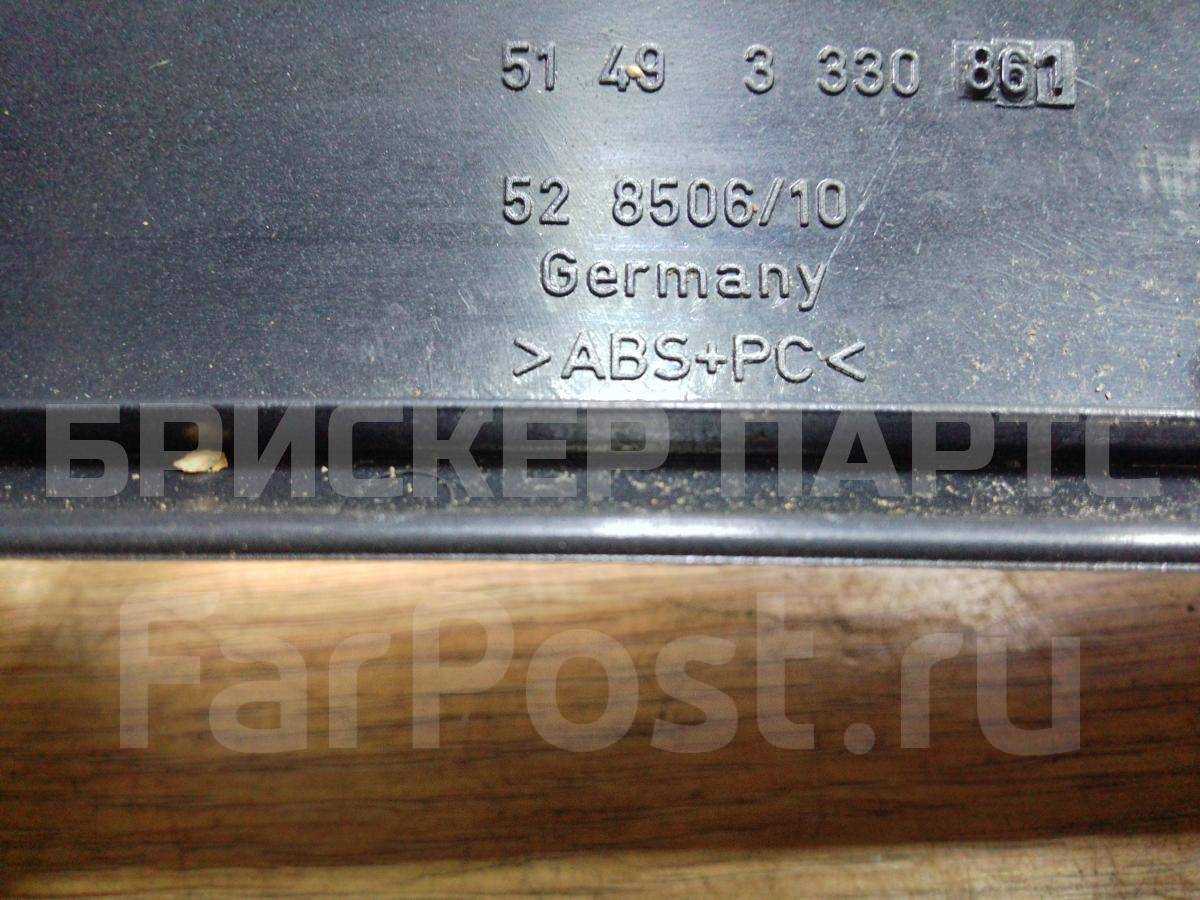 51 49 3 330 861
52 8506/10
Germany
>ABS+PC<
БРИСКЕР ПАРТС
FarPost.ru